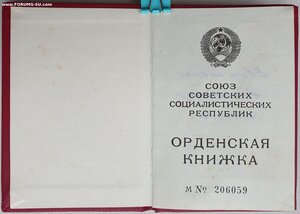 www.FORUMS-SU.com
СОЮЗ
СОВЕТСКИХ
СОЦИАЛИСТИЧЕСКИХ
РЕСПУБЛИК
ОРДЕНСКАЯ
КНИЖКА
М № 206059